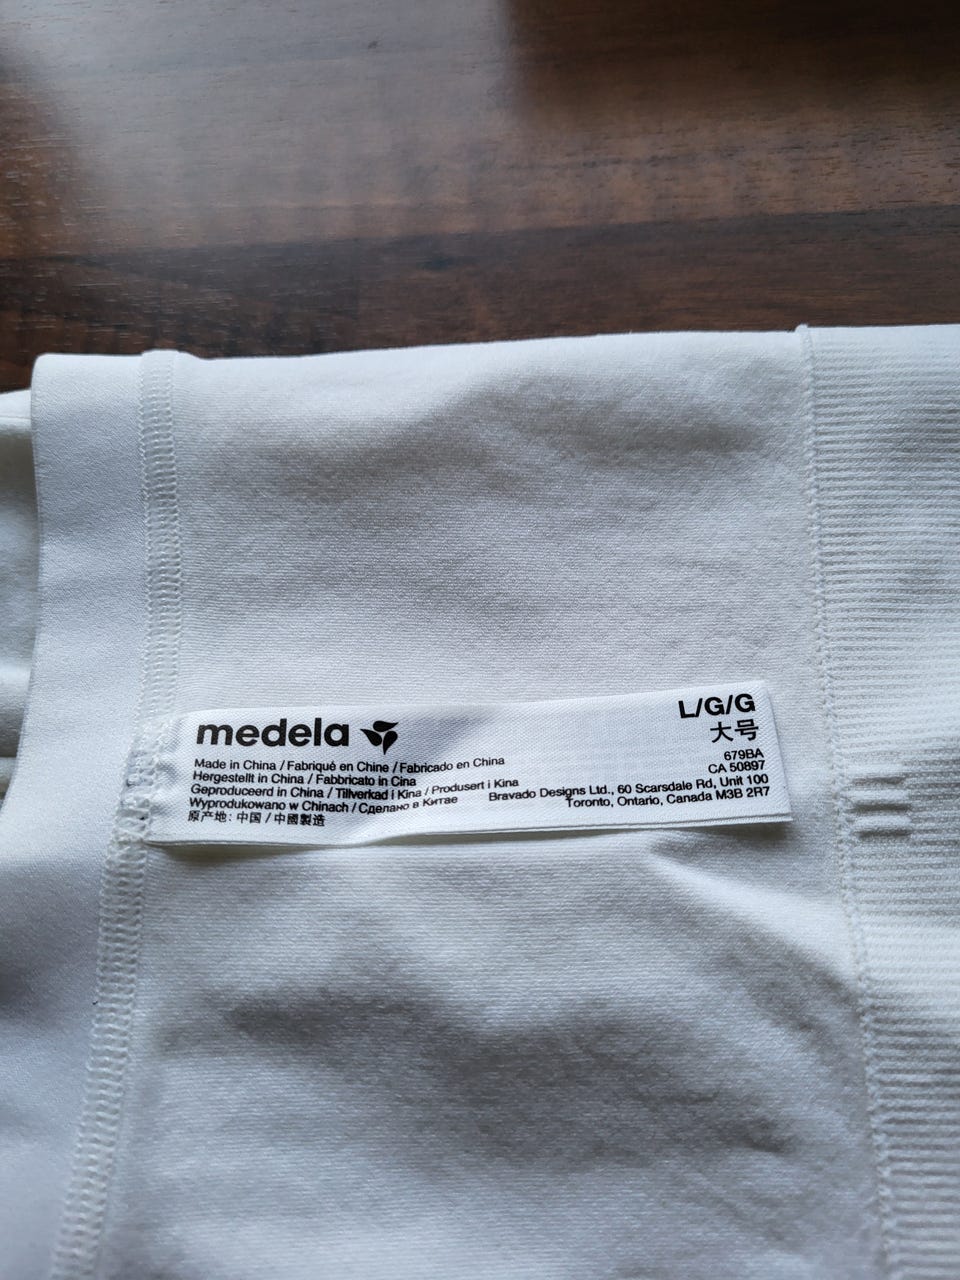 medela
L/G/G
大号
679BA
CA 50897
Made in China / Fabriqué en Chine / Fabricado en China
Hergestellt in China / Fabbricato in Cina
Geproduceerd in China / Tillverkad i Kina / Produsert i Kina
Wyprodukowano w Chinach / Сделано в Китае
原产地: 中国 / 中國製造
Bravado Designs Ltd., 60 Scarsdale Rd, Unit 100
Toronto, Ontario, Canada M3B 2R7